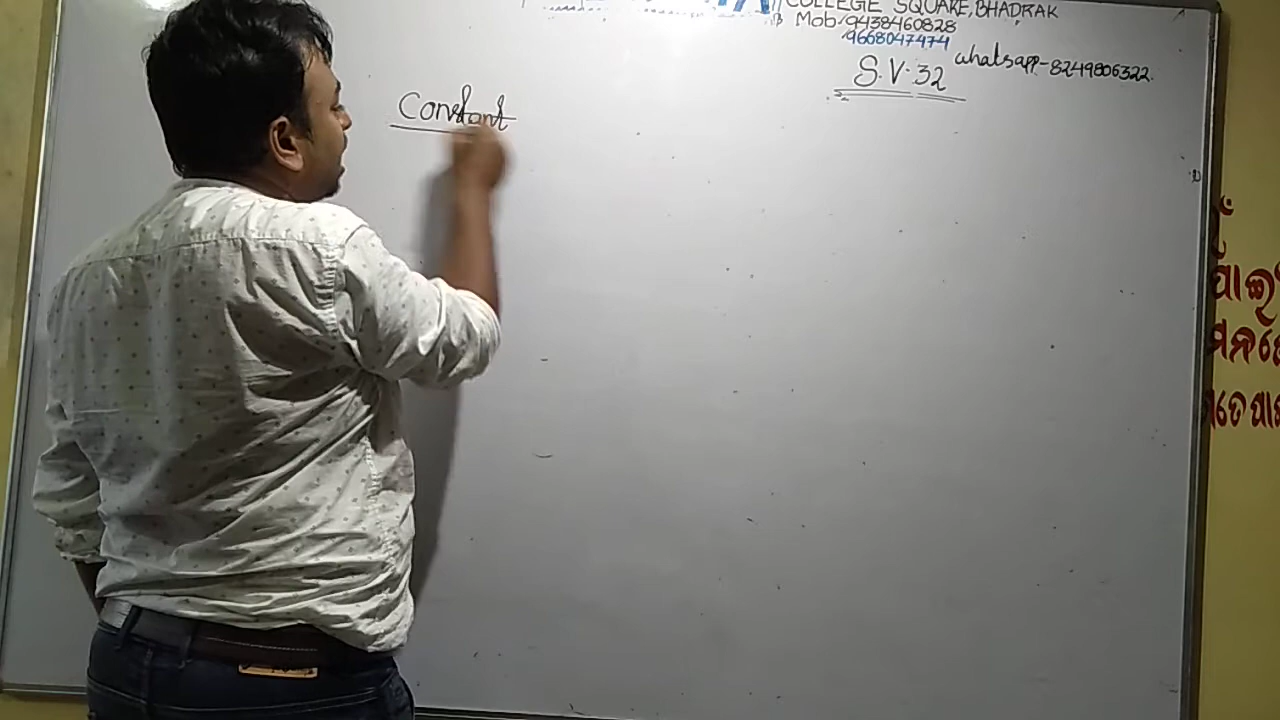 COLLEGE SQUARE, BHADRAK
Mob-9438460828
9668047474
whatsapp-8249806322
S.V.32
Constant
ପାଇଁ